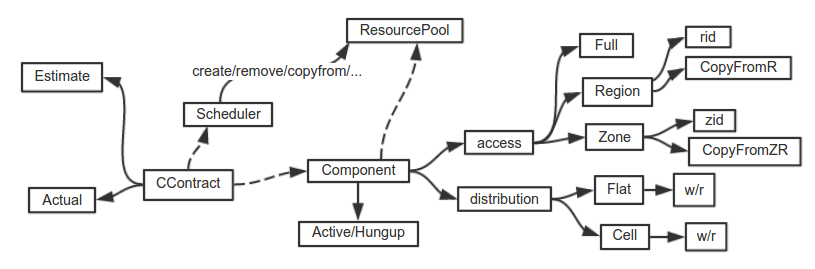 ResourcePool
Full
rid
create/remove/copyfrom/...
CopyFromR
Estimate
Region
Scheduler
zid
access
Zone
CopyFromZR
Component
CContract
Actual
distribution
Flat
w/r
Active/Hungup
Cell
w/r